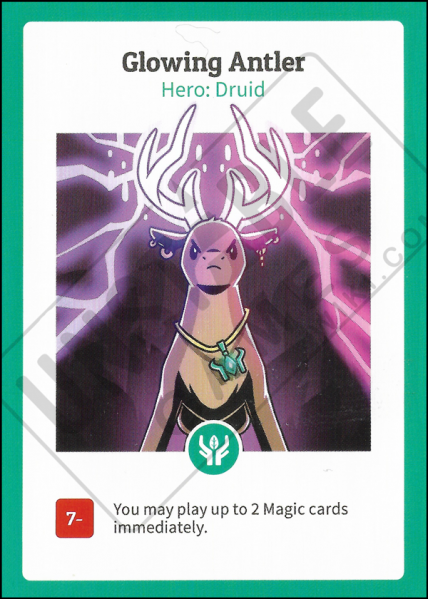 Glowing Antler
Hero: Druid
7-
You may play up to 2 Magic cards
immediately.